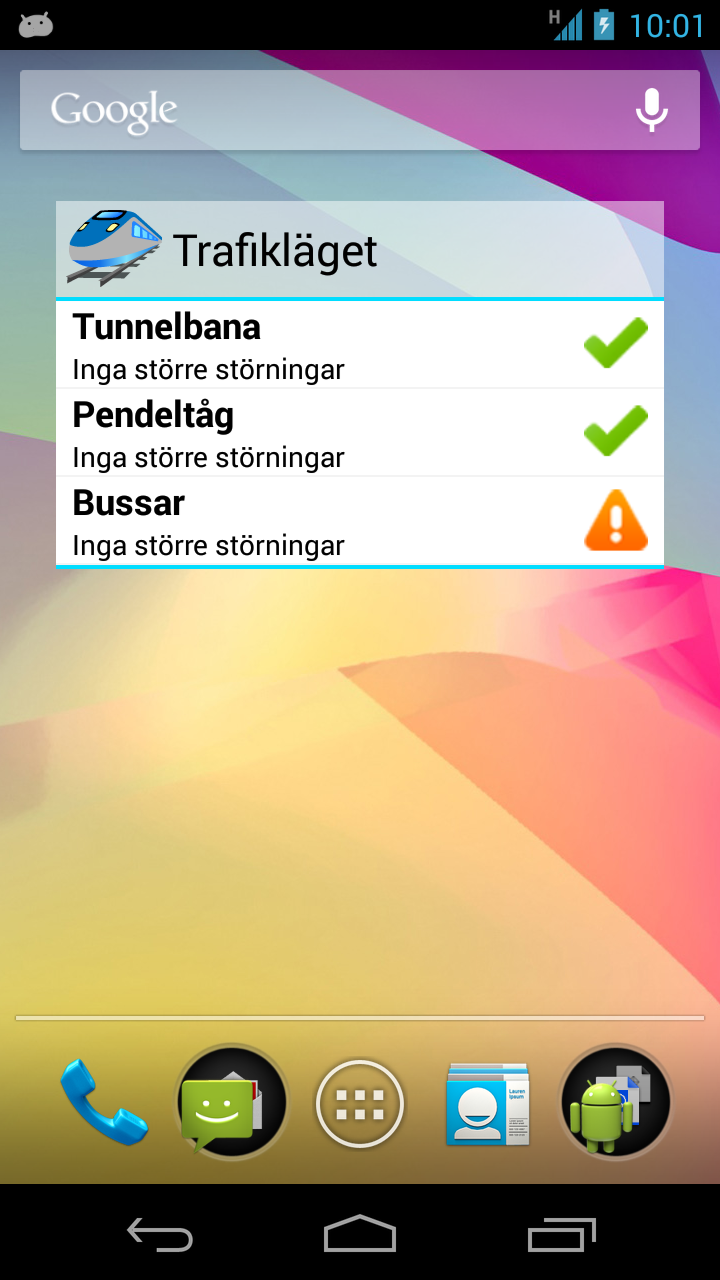 H 10:01
Google
Trafikläget
Tunnelbana
Inga större störningar
Pendeltåg
Inga större störningar
Bussar
Inga större störningar
Lauren
Ipsum